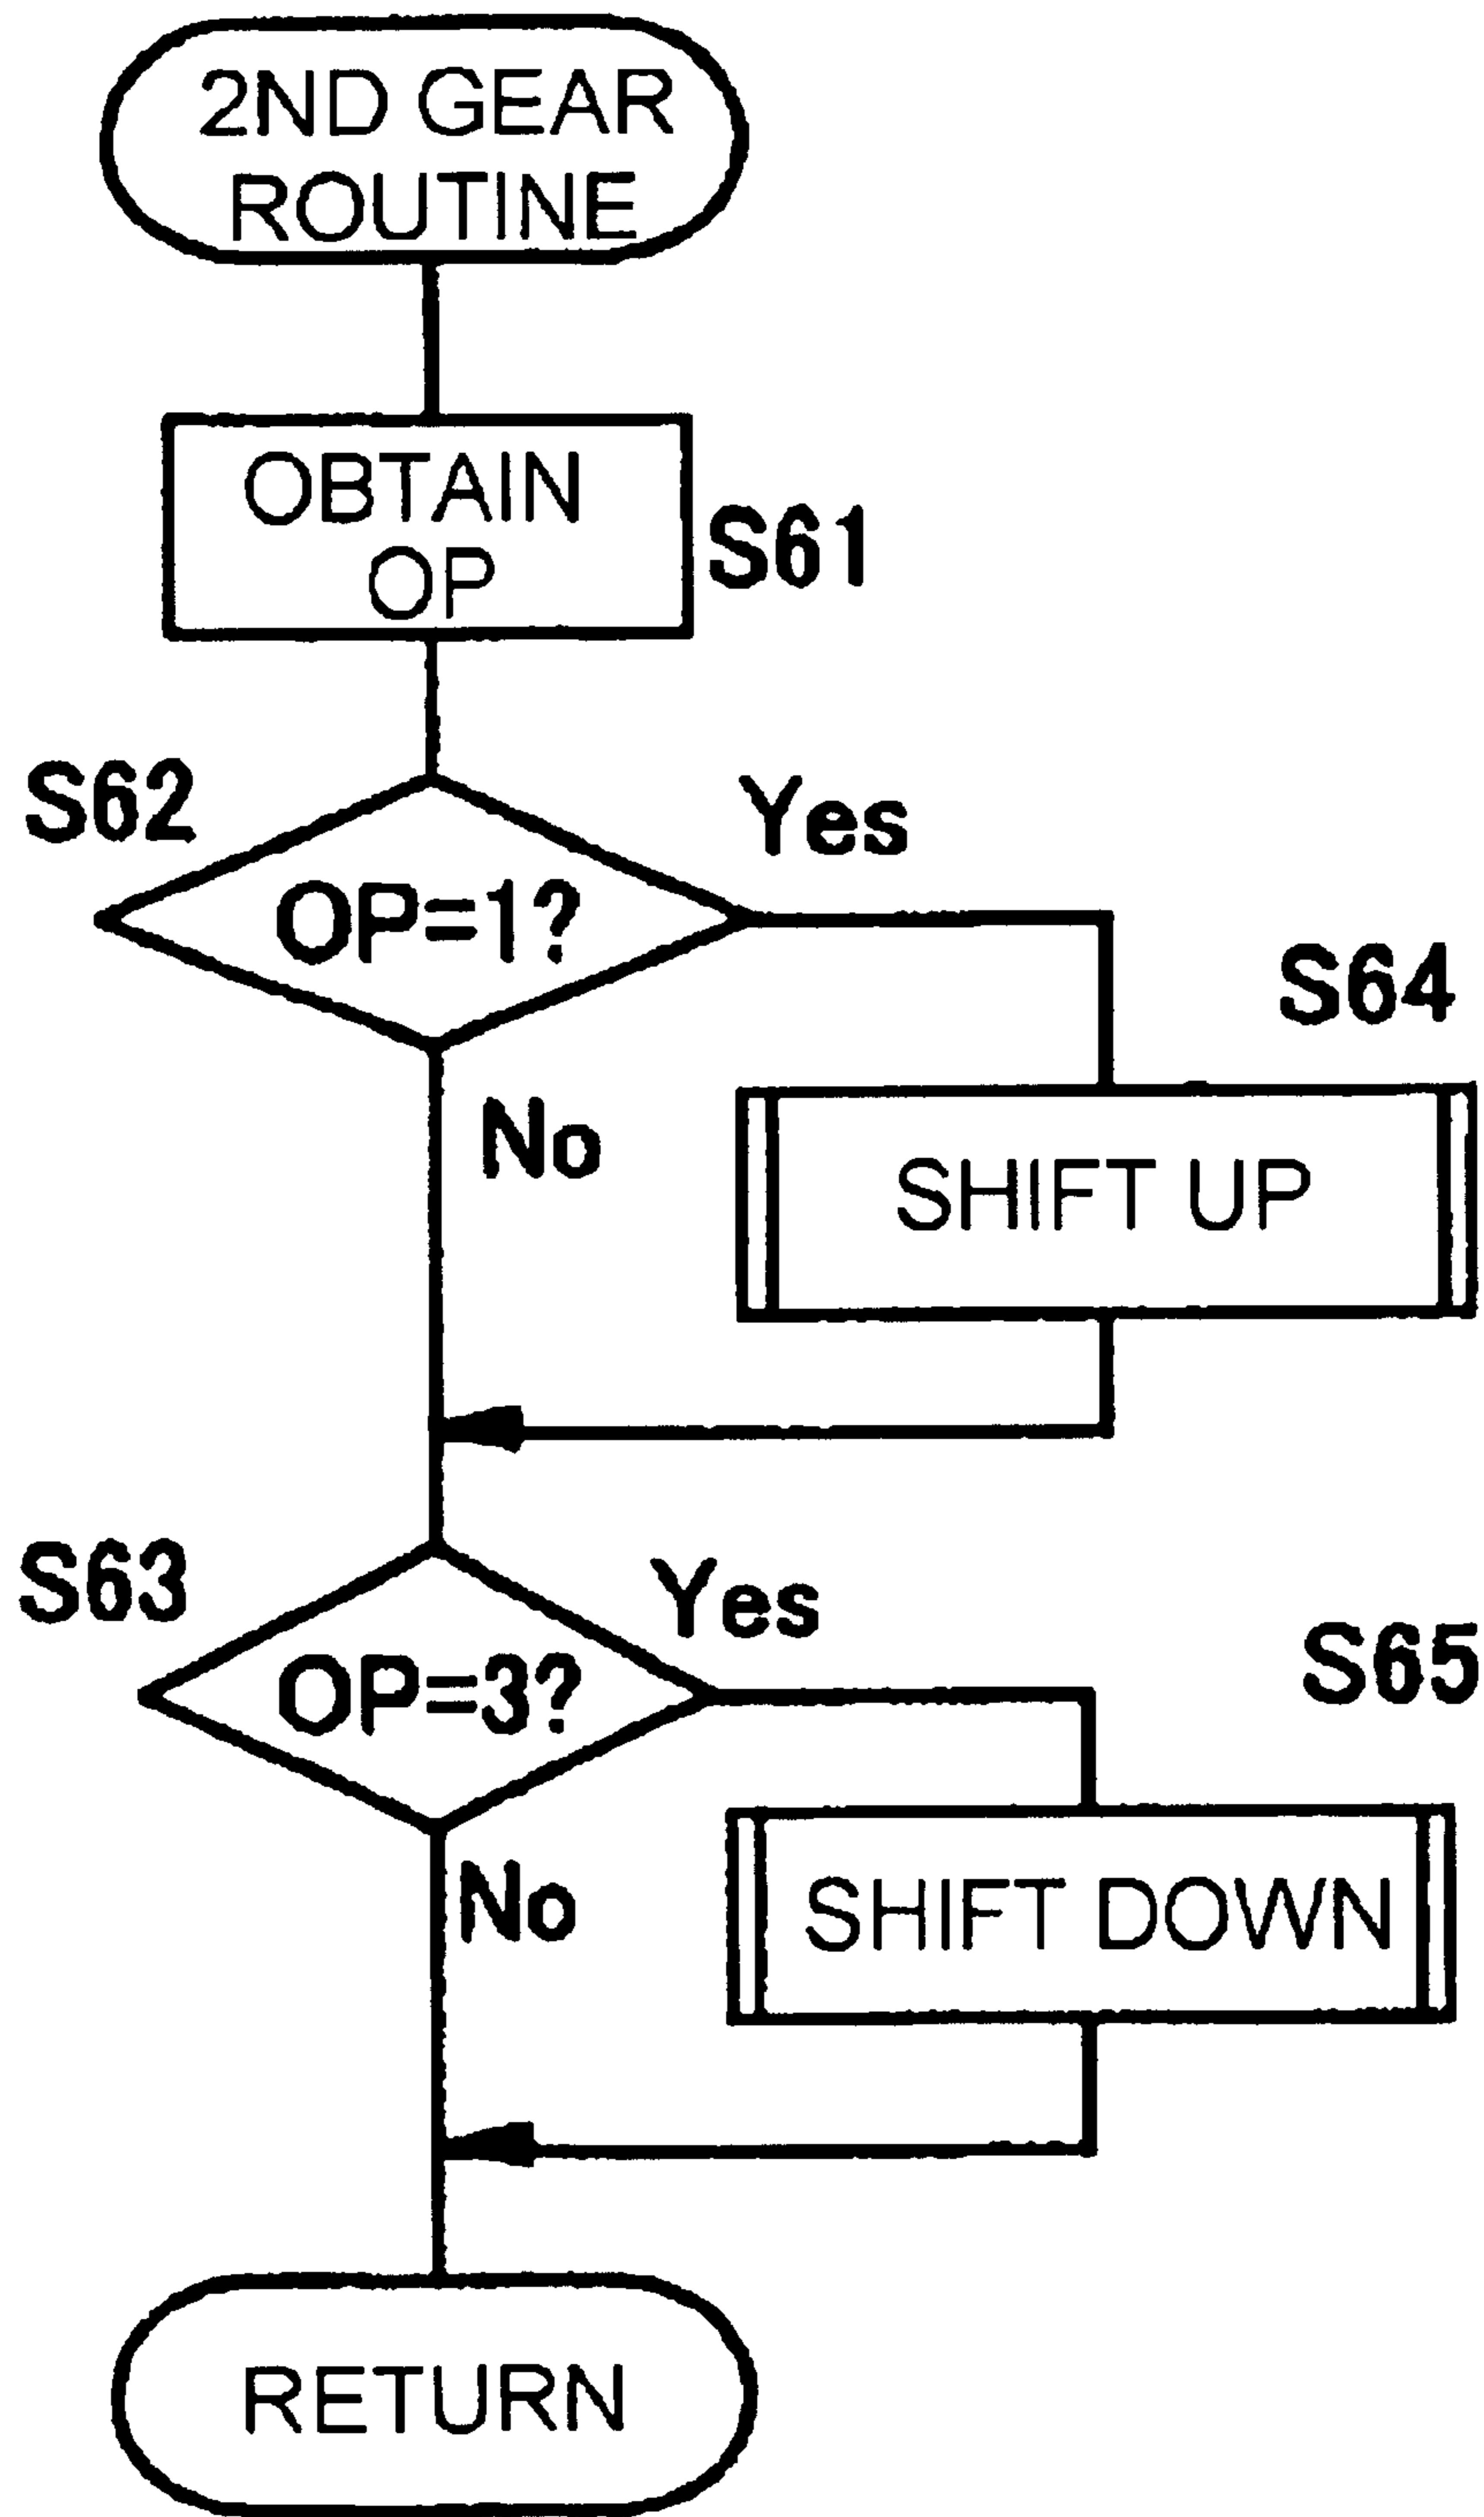 2ND GEAR
ROUTINE
OBTAIN
OP
S61
S62
Yes
OP=1?
S64
No
SHIFT UP
S63
Yes
S65
OP=3?
No
SHIFT DOWN
RETURN